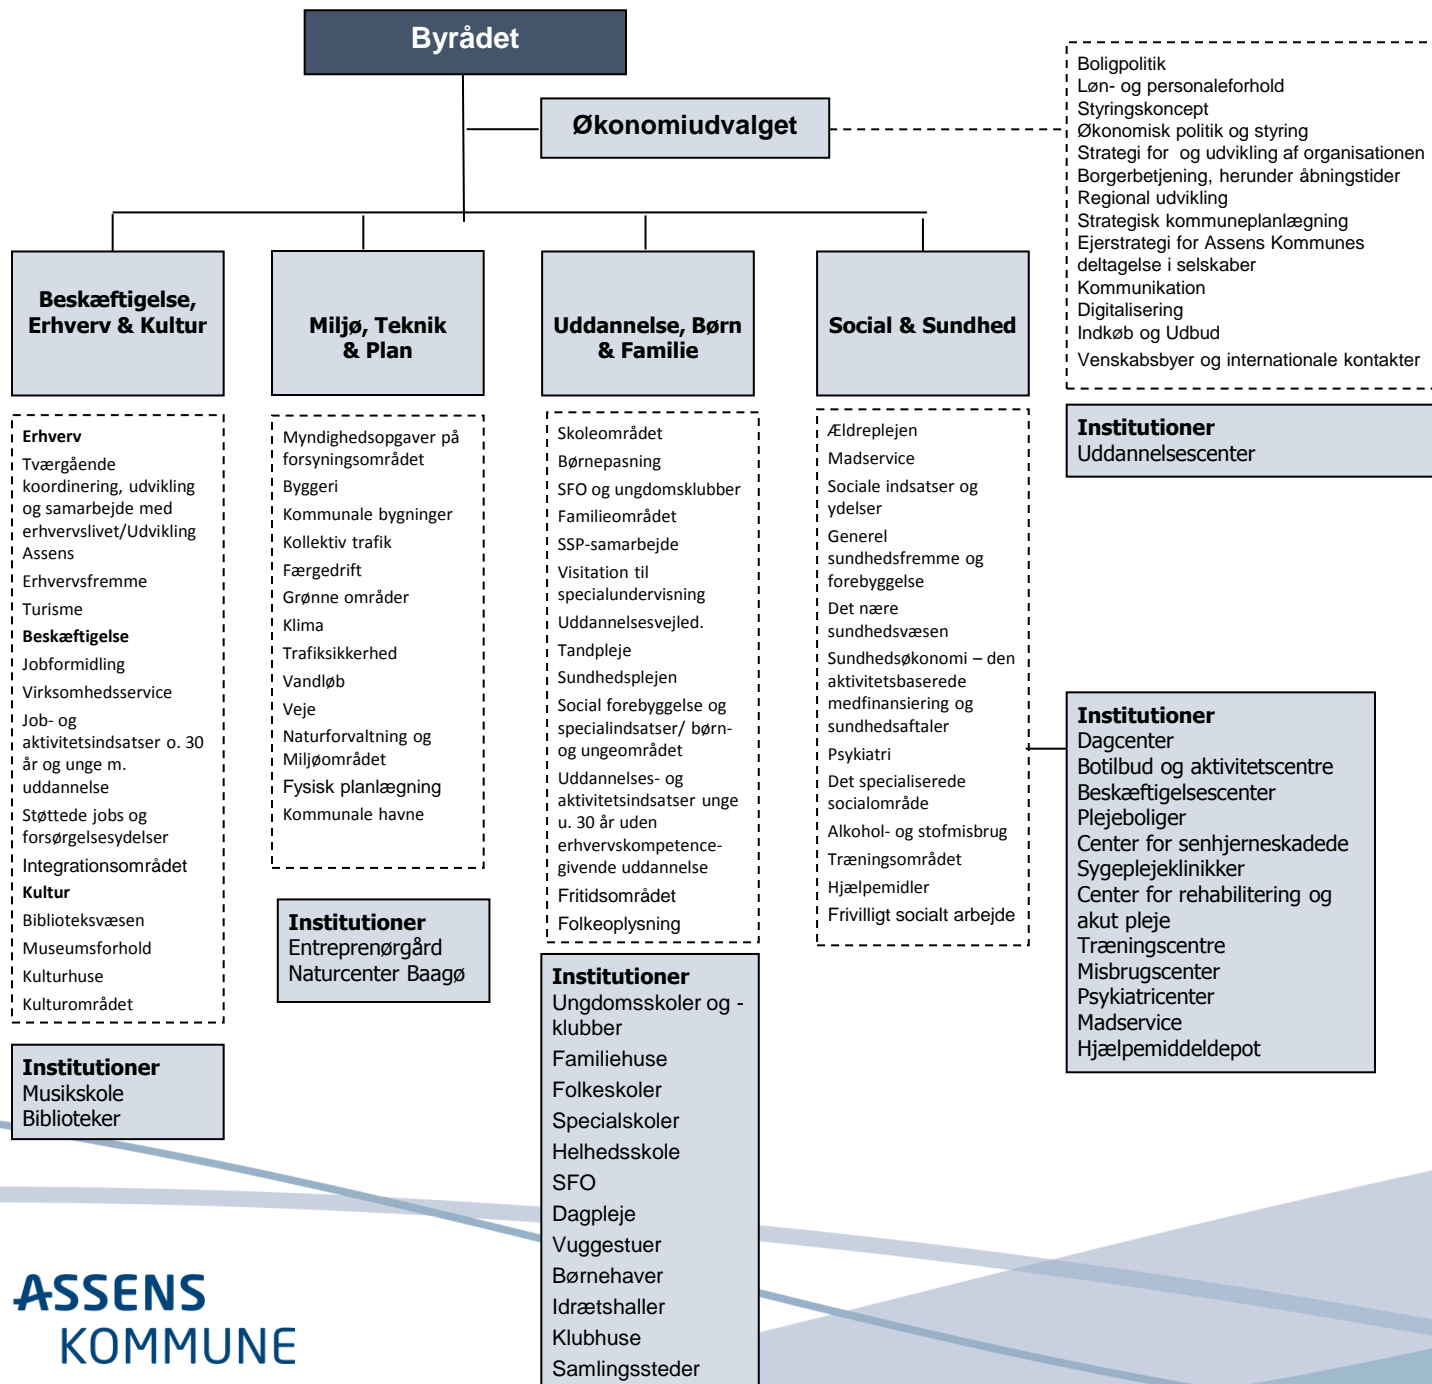 Byrådet
Økonomiudvalget
Boligpolitik
Løn- og personaleforhold
Styringskoncept
Økonomisk politik og styring
Strategi for  og udvikling af organisationen
Borgerbetjening, herunder åbningstider
Regional udvikling
Strategisk kommuneplanlægning
Ejerstrategi for Assens Kommunes
deltagelse i selskaber
Kommunikation
Digitalisering
Indkøb og Udbud
Venskabsbyer og internationale kontakter
Institutioner
Uddannelsescenter
Beskæftigelse,
Erhverv & Kultur
Erhverv
Tværgående
koordinering, udvikling
og samarbejde med
erhvervslivet/Udvikling
Assens
Erhvervsfremme
Turisme
Beskæftigelse
Jobformidling
Virksomhedsservice
Job- og
aktivitetsindsatser o. 30
år og unge m.
uddannelse
Støttede jobs og
forsørgelsesydelser
Integrationsområdet
Kultur
Biblioteksvæsen
Museumsforhold
Kulturhuse
Kulturområdet
Institutioner
Musikskole
Biblioteker
Miljø, Teknik
& Plan
Myndighedsopgaver på
forsyningsområdet
Byggeri
Kommunale bygninger
Kollektiv trafik
Færgedrift
Grønne områder
Klima
Trafiksikkerhed
Vandløb
Veje
Naturforvaltning og
Miljøområdet
Fysisk planlægning
Kommunale havne
Institutioner
Entreprenørgård
Naturcenter Baagø
Uddannelse, Børn
& Familie
Skoleområdet
Børnepasning
SFO og ungdomsklubber
Familieområdet
SSP-samarbejde
Visitation til
specialundervisning
Uddannelsesvejled.
Tandpleje
Sundhedsplejen
Social forebyggelse og
specialindsatser/ børn-
og ungeområdet
Uddannelses- og
aktivitetsindsatser unge
u. 30 år uden
erhvervskompetence-
givende uddannelse
Fritidsområdet
Folkeoplysning
Institutioner
Ungdomsskoler og -
klubber
Familiehuse
Folkeskoler
Specialskoler
Helhedsskole
SFO
Dagpleje
Vuggestuer
Børnehaver
Idrætshaller
Klubhuse
Samlingssteder
Social & Sundhed
Ældreplejen
Madservice
Sociale indsatser og
ydelser
Generel
sundhedsfremme og
forebyggelse
Det nære
sundhedsvæsen
Sundhedsøkonomi – den
aktivitetsbaserede
medfinansiering og
sundhedsaftaler
Psykiatri
Det specialiserede
socialområde
Alkohol- og stofmisbrug
Træningsområdet
Hjælpemidler
Frivilligt socialt arbejde
Institutioner
Dagcenter
Botilbud og aktivitetscentre
Beskæftigelsescenter
Plejeboliger
Center for senhjerneskadede
Sygeplejeklinikker
Center for rehabilitering og
akut pleje
Træningscentre
Misbrugscenter
Psykiatricenter
Madservice
Hjælpemiddeldepot
ASSENS
KOMMUNE